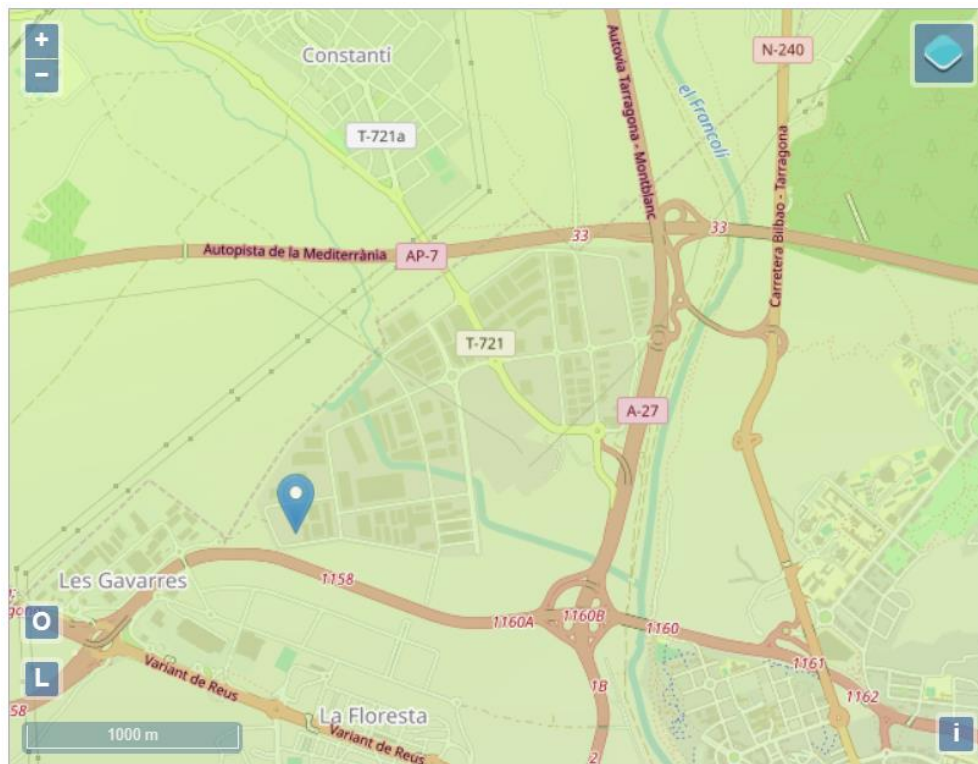 +
−
Constantí
N-240
T-721a
Autovia Tarragona - Montblanc
el Francolí
Carretera Bilbao - Tarragona
33
33
Autopista de la Mediterrània
AP-7
T-721
A-27
Les Gavarres
1158
1160A
1160B
1160
1161
1162
O
L
Variant de Reus
1B
58
La Floresta
1000 m
Variant de Reus
2
i